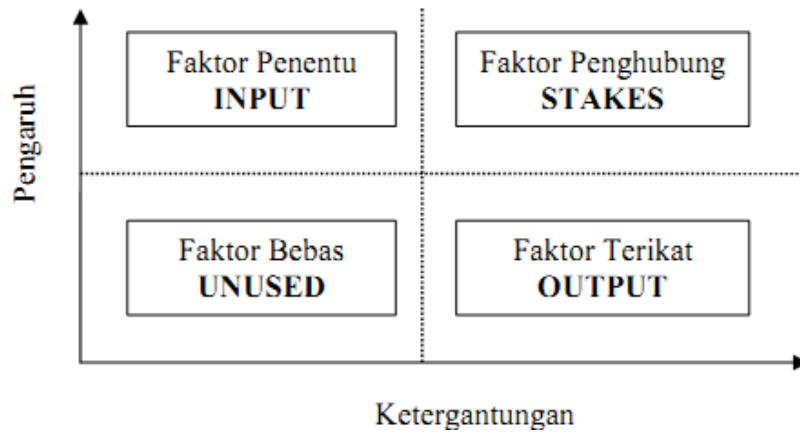 Pengaruh
Faktor Penentu
INPUT
Faktor Penghubung
STAKES
Faktor Bebas
UNUSED
Faktor Terikat
OUTPUT
Ketergantungan